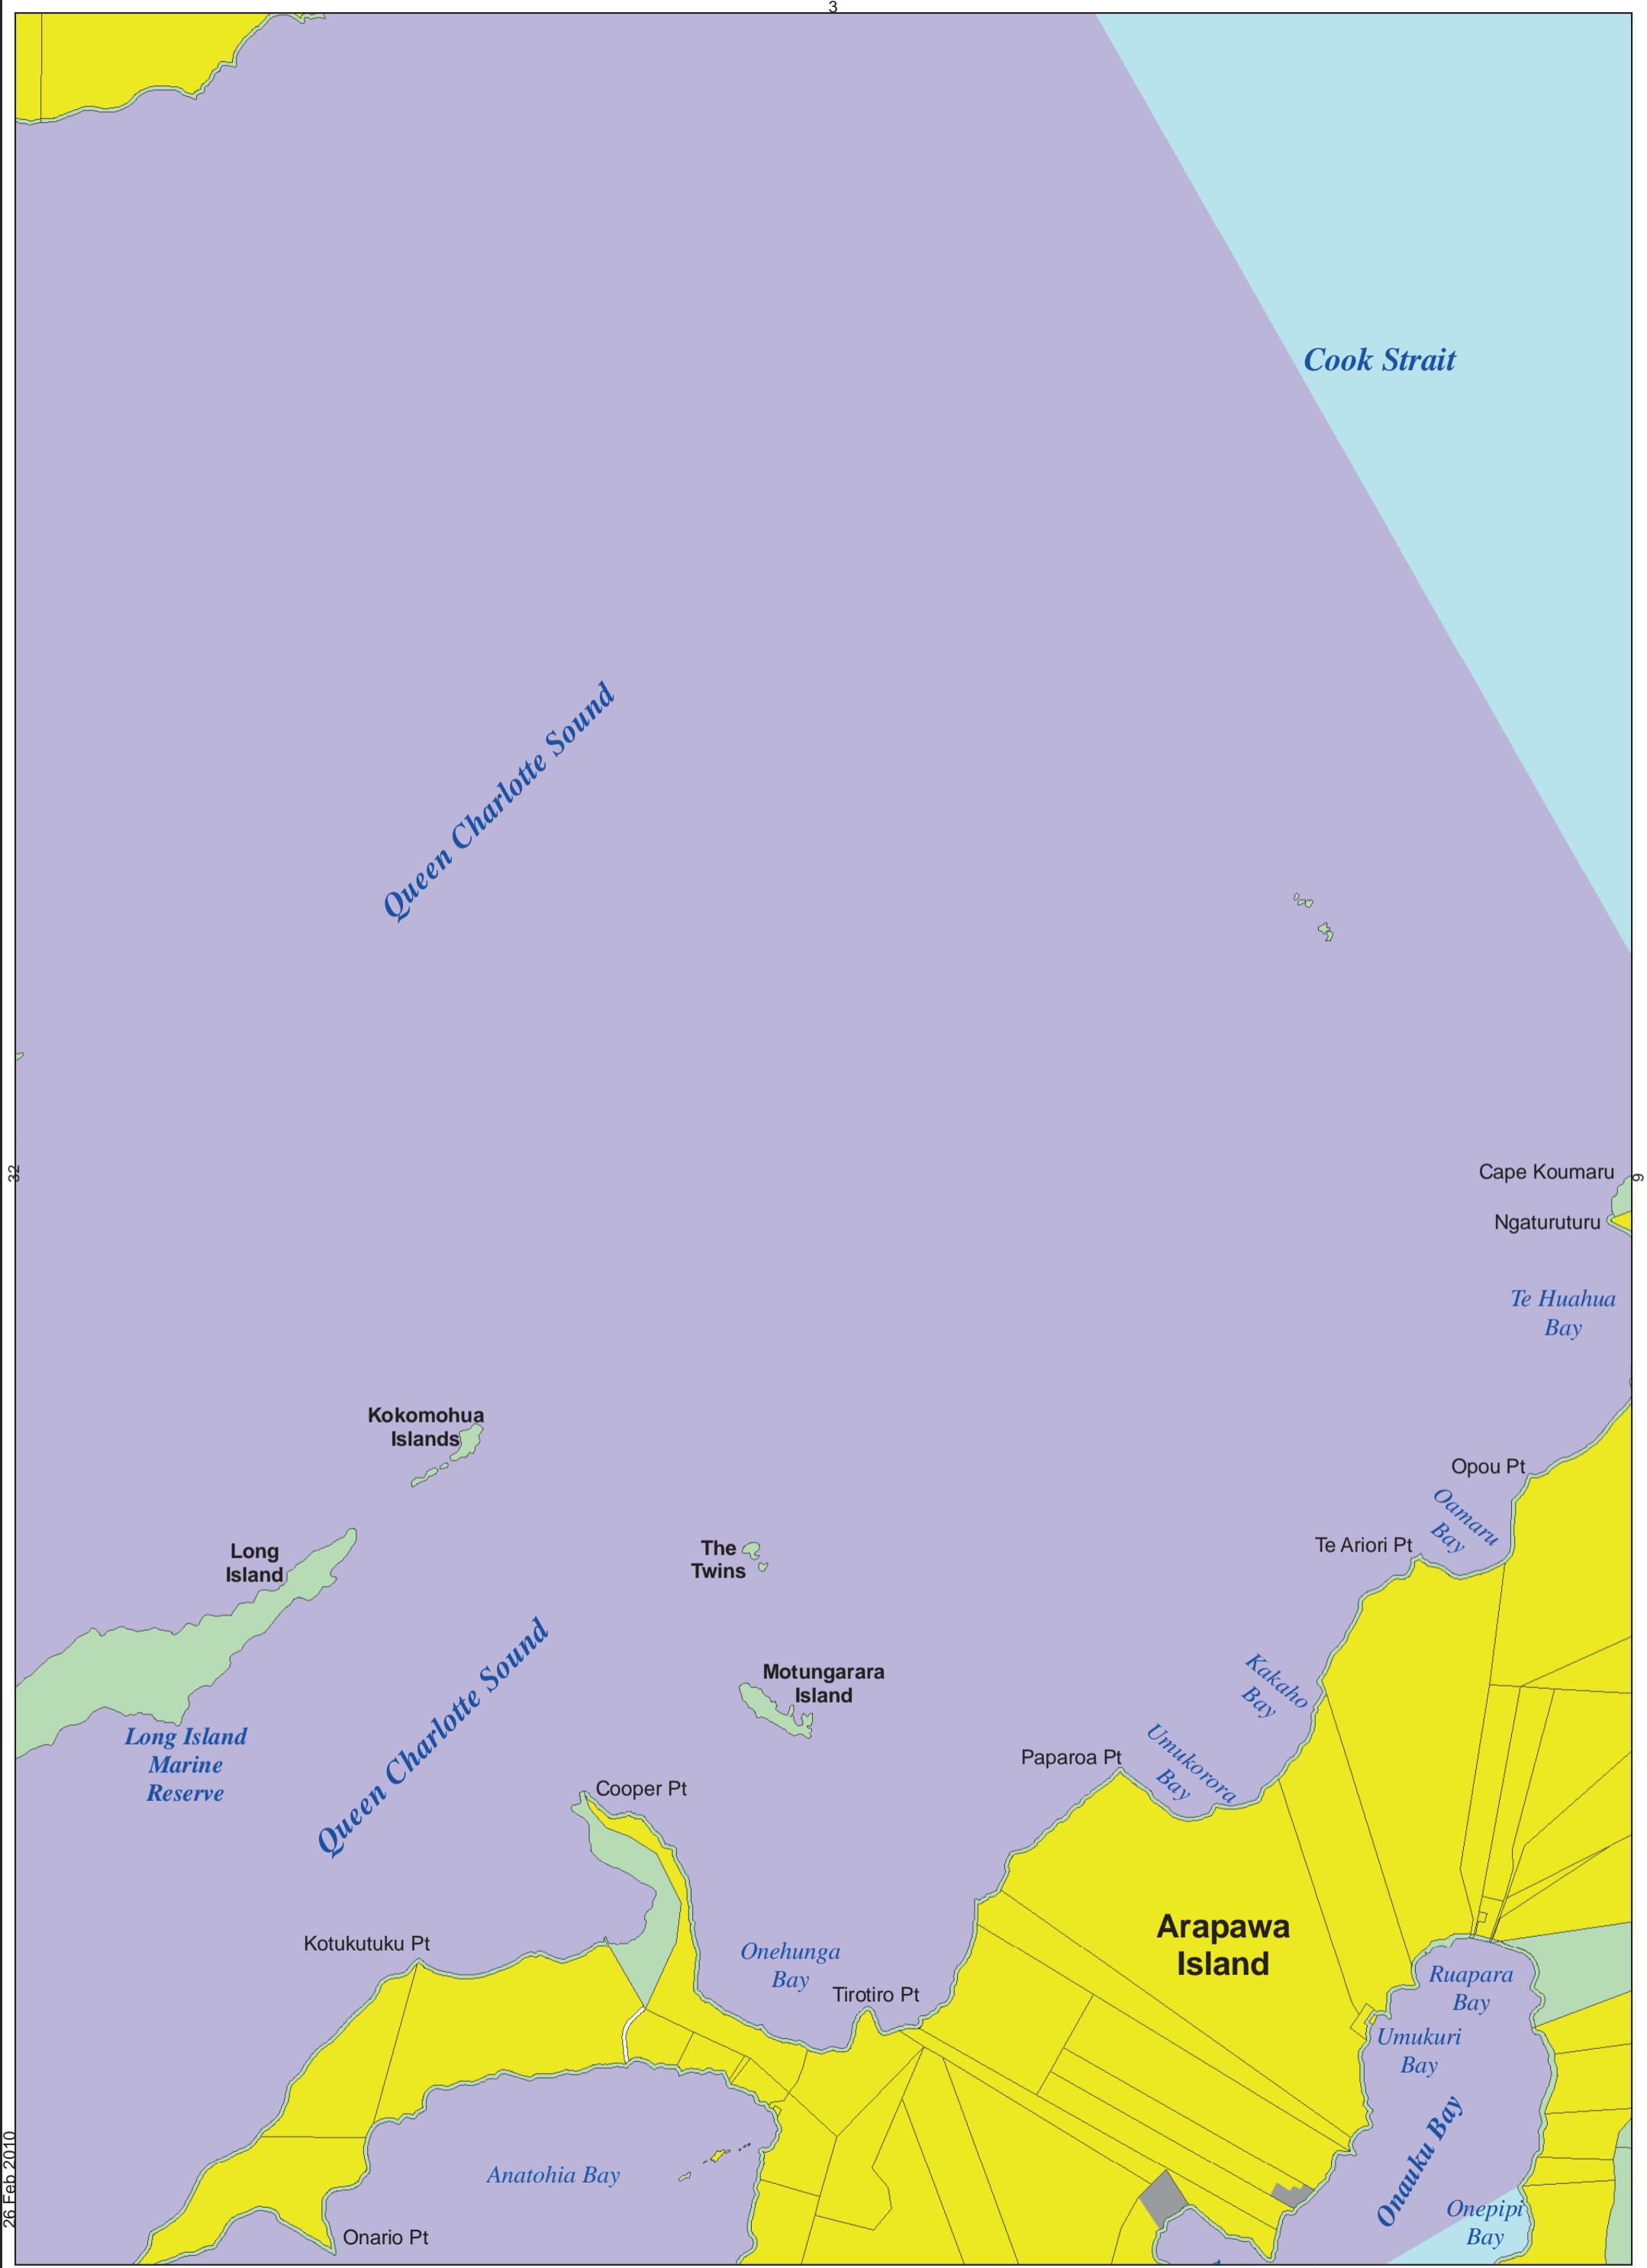 3
Cook Strait
Queen Charlotte Sound
32
Cape Koumaru
9
Ngaturuturu
Te Huahua
Bay
Kokomohua
Islands
Opou Pt
Oamaru
Bay
Long
Island
The
Twins
Te Ariori Pt
Kakaho
Bay
Motungarara
Island
Queen Charlotte Sound
Long Island
Marine
Reserve
Umukorora
Bay
Paparoa Pt
Cooper Pt
Arapawa
Island
Kotukutuku Pt
Onehunga
Bay
Tirotiro Pt
Ruapara
Bay
Umukuri
Bay
Onauku Bay
Anatohia Bay
26 Feb 2010
Onepipi
Bay
Onario Pt